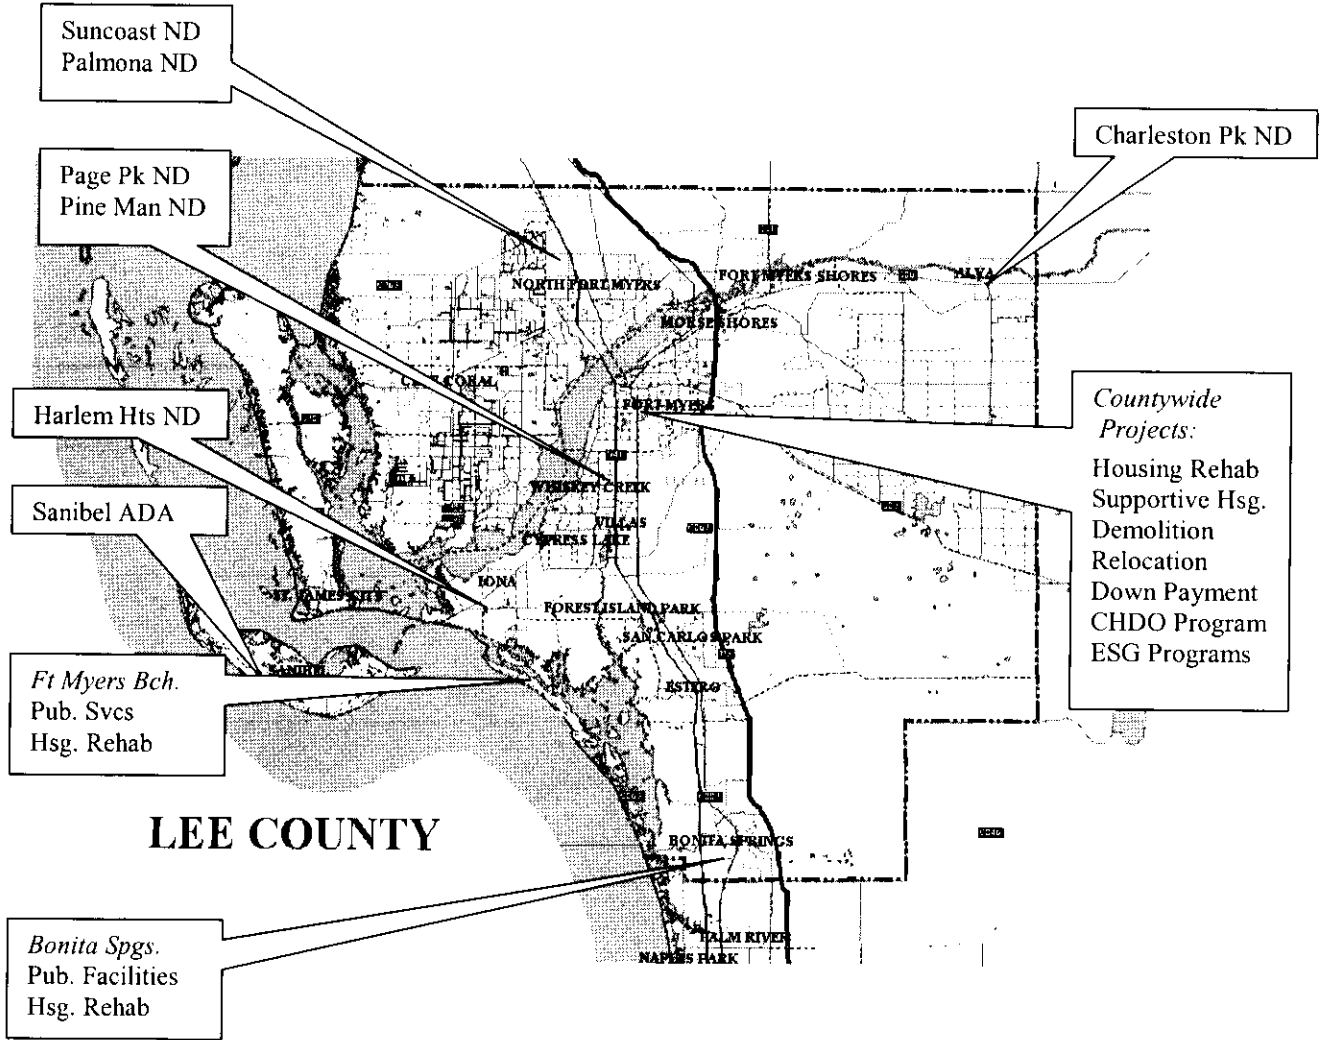 Suncoast ND
Palmona ND
Charleston Pk ND
Page Pk ND
Pine Man ND
FORT MYERS SHORES
ALVA
NORTH FORT MYERS
MORSE SHORES
CAPE CORAL
Harlem Hts ND
FORT MYERS
Countywide
Projects:
Housing Rehab
Supportive Hsg.
Demolition
Relocation
Down Payment
CHDO Program
ESG Programs
WHISKEY CREEK
Sanibel ADA
VILLAS
CYPRESS LAKE
IONA
ST. JAMES CITY
FOREST ISLAND PARK
SAN CARLOS PARK
SANIBEL
Ft Myers Bch.
Pub. Svcs
Hsg. Rehab
ESTERO
LEE COUNTY
BONITA SPRINGS
Bonita Spgs.
Pub. Facilities
Hsg. Rehab
PALM RIVER
NAPLES PARK